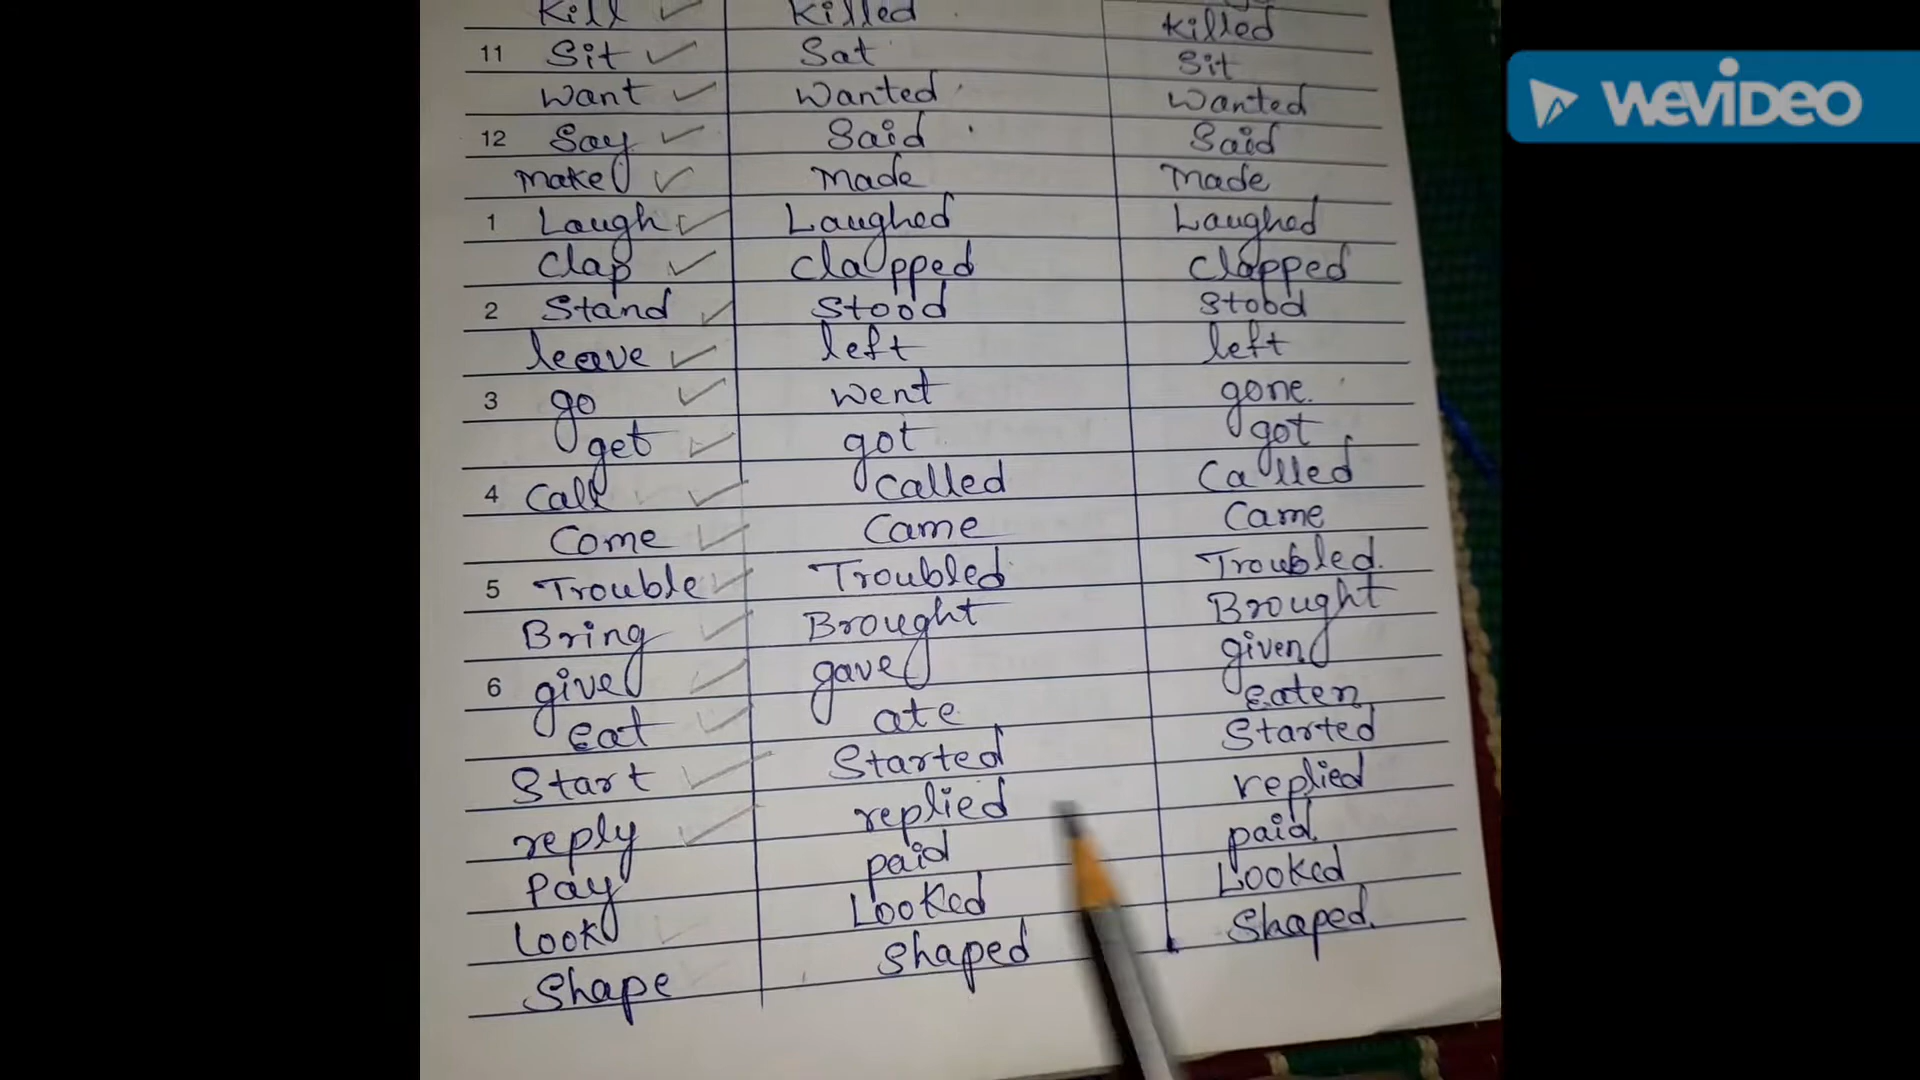 Kill killed killed
11 Sit Sat Sit
Want Wanted Wanted
12 Say Said Said
Make Made Made
1 Laugh Laughed Laughed
Clap Clapped Clapped
2 Stand Stood Stood
leave left left
3 go went gone.
get got got
4 Call Called Called
Come Came Came
5 Trouble Troubled Troubled.
Bring Brought Brought
6 give gave given
Eat ate Eaten
Start Started Started
reply replied replied
Pay paid paid.
Look Looked Looked
Shape Shaped Shaped.
WEVIDEO